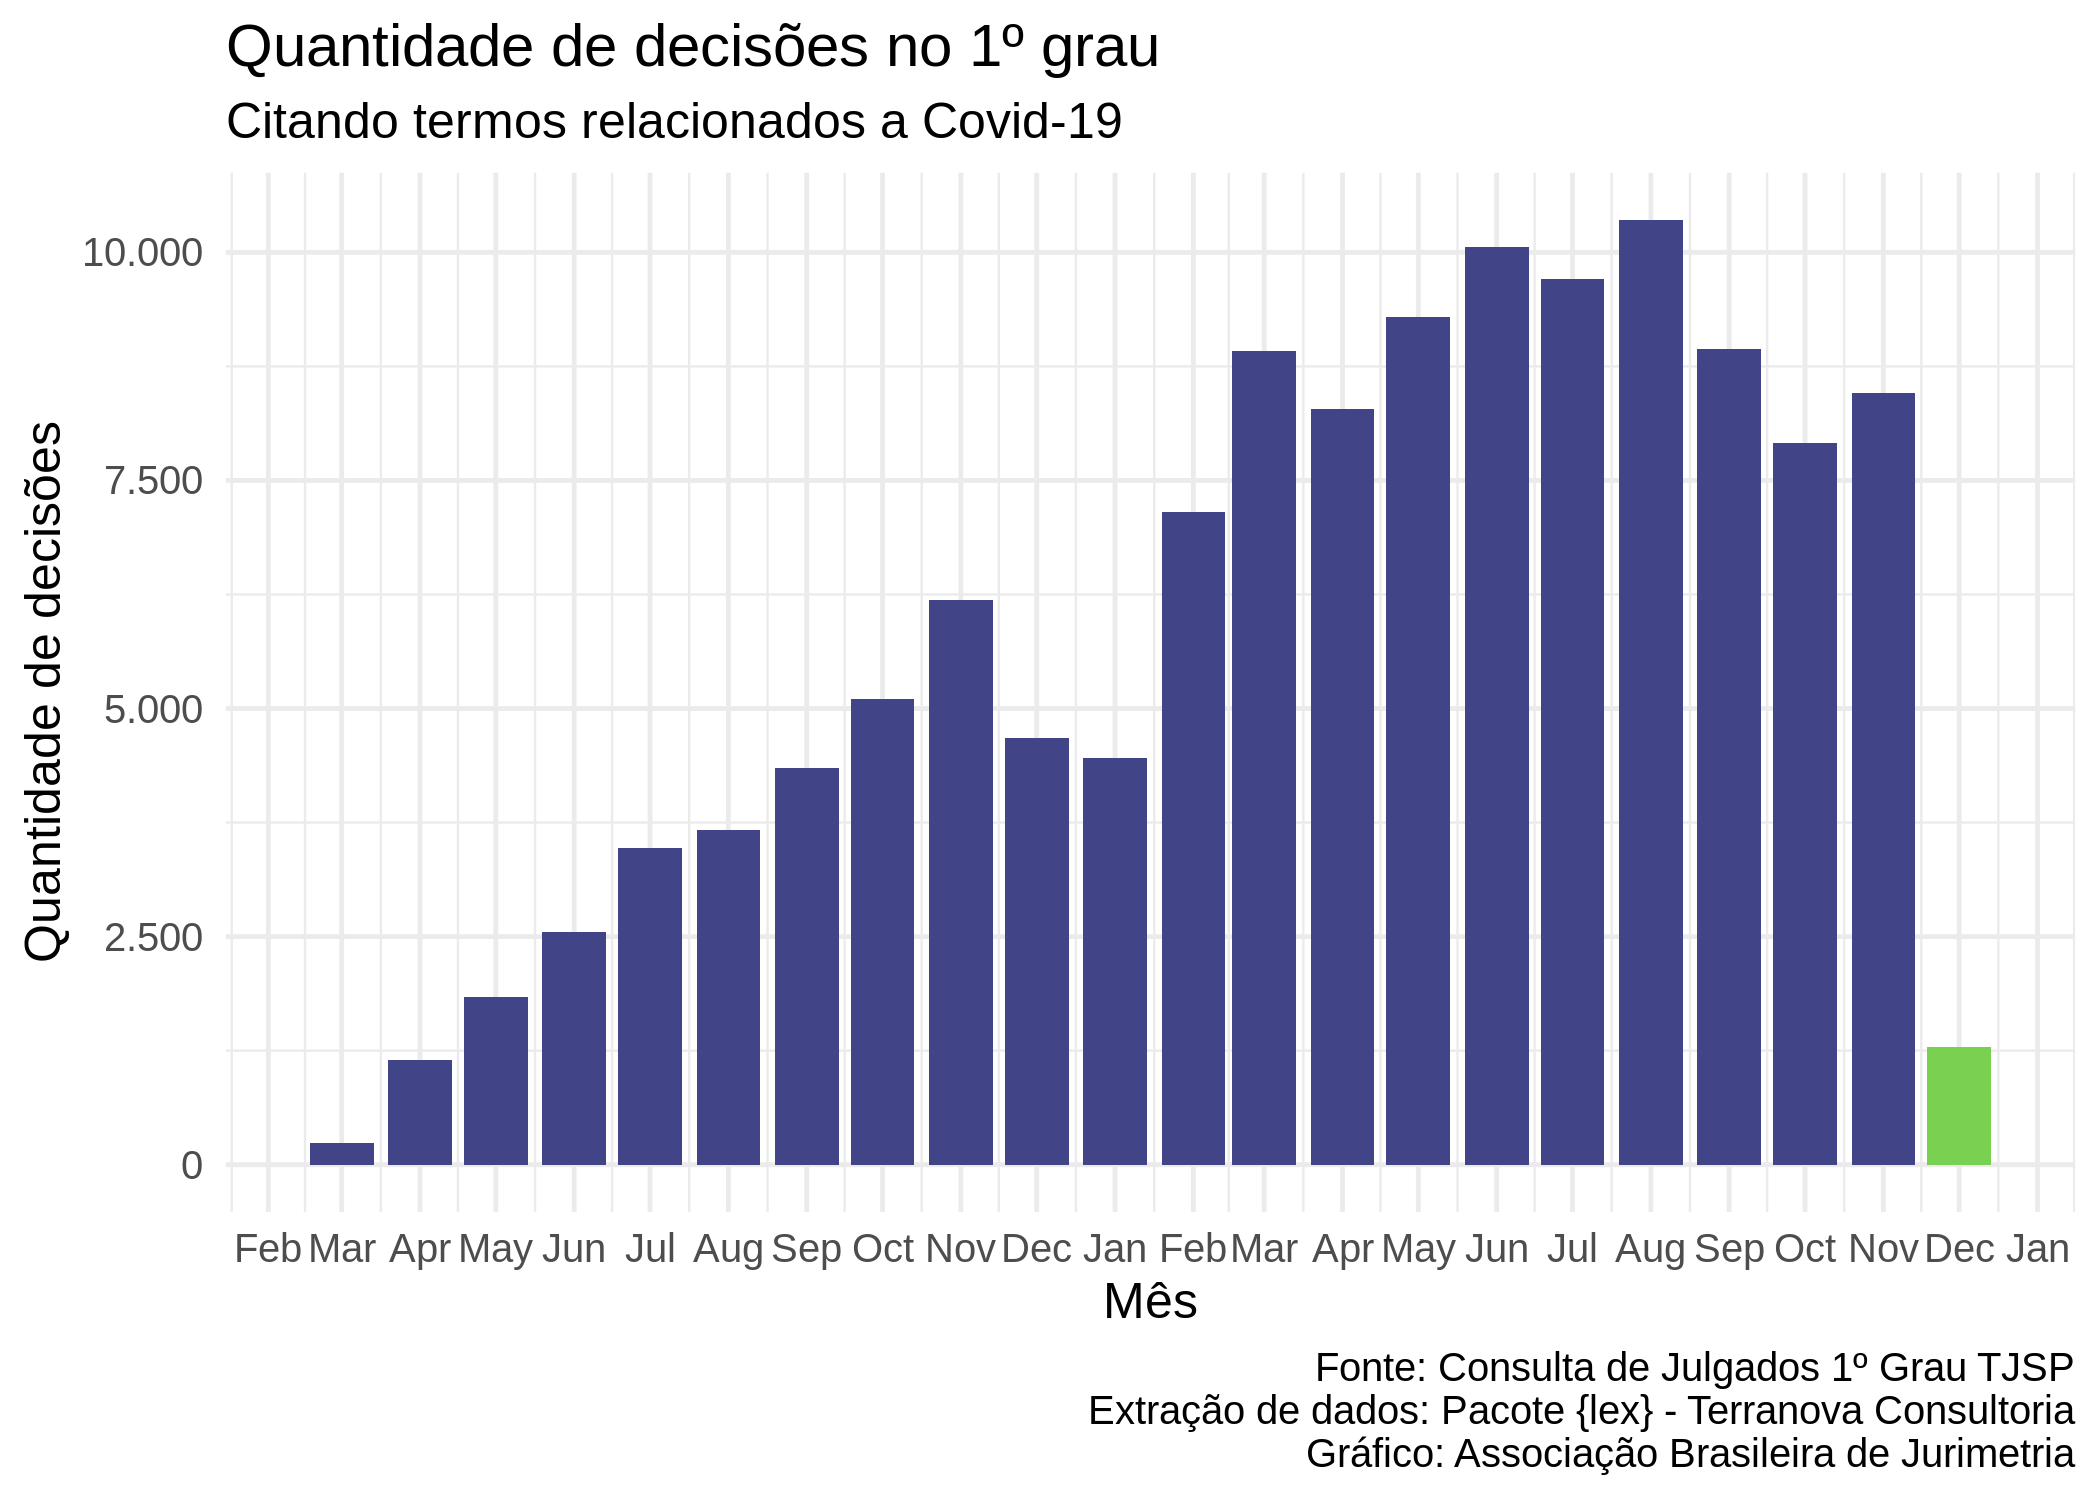 Quantidade de decisões no 1º grau
Citando termos relacionados a Covid-19
Quantidade de decisões
10.000
7.500
5.000
2.500
0
Feb Mar Apr May Jun Jul Aug Sep Oct Nov Dec Jan Feb Mar Apr May Jun Jul Aug Sep Oct Nov Dec Jan
Mês
Fonte: Consulta de Julgados 1º Grau TJSP
Extração de dados: Pacote {lex} - Terranova Consultoria
Gráfico: Associação Brasileira de Jurimetria